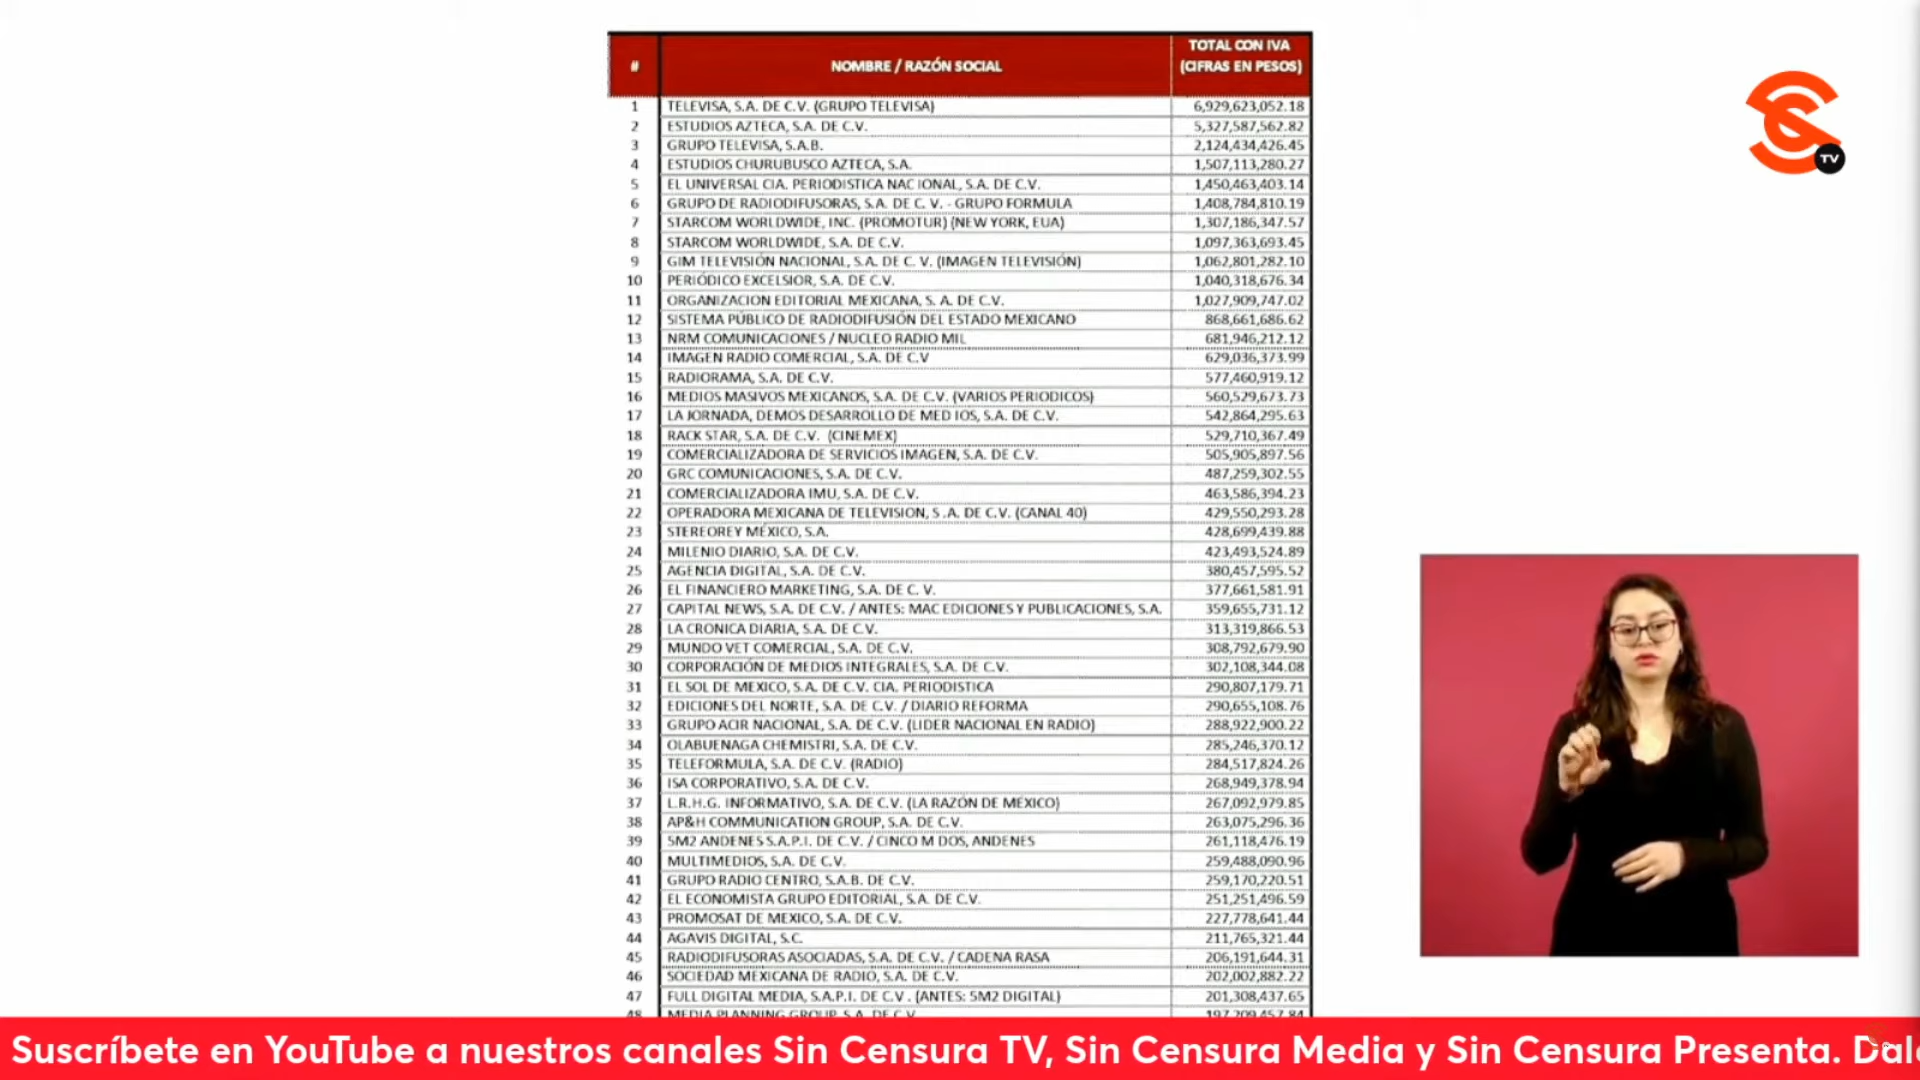 # NOMBRE / RAZÓN SOCIAL TOTAL CON IVA (CIFRAS EN PESOS)
1 TELEVISA, S.A. DE C.V. (GRUPO TELEVISA) 6,929,623,052.18
2 ESTUDIOS AZTECA, S.A. DE C.V. 5,327,587,562.82
3 GRUPO TELEVISA, S.A.B. 2,124,434,426.45
4 ESTUDIOS CHURUBUSCO AZTECA, S.A. 1,507,113,280.27
5 EL UNIVERSAL CIA. PERIODISTICA NAC IONAL, S.A. DE C.V. 1,450,463,403.14
6 GRUPO DE RADIODIFUSORAS, S.A. DE C. V. - GRUPO FORMULA 1,408,784,810.19
7 STARCOM WORLDWIDE, INC. (PROMOTUR) (NEW YORK, EUA) 1,307,186,347.57
8 STARCOM WORLDWIDE, S.A. DE C.V. 1,097,363,693.45
9 GIM TELEVISIÓN NACIONAL, S.A. DE C. V. (IMAGEN TELEVISIÓN) 1,062,801,282.10
10 PERIÓDICO EXCELSIOR, S.A. DE C.V. 1,040,318,676.34
11 ORGANIZACION EDITORIAL MEXICANA, S. A. DE C.V. 1,027,909,747.02
12 SISTEMA PÚBLICO DE RADIODIFUSIÓN DEL ESTADO MEXICANO 868,661,686.62
13 NRM COMUNICACIONES / NUCLEO RADIO MIL 681,946,212.12
14 IMAGEN RADIO COMERCIAL, S.A. DE C.V 629,036,373.99
15 RADIORAMA, S.A. DE C.V. 577,460,919.12
16 MEDIOS MASIVOS MEXICANOS, S.A. DE C.V. (VARIOS PERIODICOS) 560,529,673.73
17 LA JORNADA, DEMOS DESARROLLO DE MED IOS, S.A. DE C.V. 542,864,295.63
18 RACK STAR, S.A. DE C.V. (CINEMEX) 529,710,367.49
19 COMERCIALIZADORA DE SERVICIOS IMAGEN, S.A. DE C.V. 505,905,897.56
20 GRC COMUNICACIONES, S.A. DE C.V. 487,259,302.55
21 COMERCIALIZADORA IMU, S.A. DE C.V. 463,586,394.23
22 OPERADORA MEXICANA DE TELEVISION, S .A. DE C.V. (CANAL 40) 429,550,293.28
23 STEREOREY MÉXICO, S.A. 428,699,439.88
24 MILENIO DIARIO, S.A. DE C.V. 423,493,524.89
25 AGENCIA DIGITAL, S.A. DE C.V. 380,457,595.52
26 EL FINANCIERO MARKETING, S.A. DE C. V. 377,661,581.91
27 CAPITAL NEWS, S.A. DE C.V. / ANTES: MAC EDICIONES Y PUBLICACIONES, S.A. 359,655,731.12
28 LA CRONICA DIARIA, S.A. DE C.V. 313,319,866.53
29 MUNDO VET COMERCIAL, S.A. DE C.V. 308,792,679.90
30 CORPORACIÓN DE MEDIOS INTEGRALES, S.A. DE C.V. 302,108,344.08
31 EL SOL DE MEXICO, S.A. DE C.V. CIA. PERIODISTICA 290,807,179.71
32 EDICIONES DEL NORTE, S.A. DE C.V. / DIARIO REFORMA 290,655,108.76
33 GRUPO ACIR NACIONAL, S.A. DE C.V. (LIDER NACIONAL EN RADIO) 288,922,900.22
34 OLABUENAGA CHEMISTRI, S.A. DE C.V. 285,246,370.12
35 TELEFORMULA, S.A. DE C.V. (RADIO) 284,517,824.26
36 ISA CORPORATIVO, S.A. DE C.V. 268,949,378.94
37 L.R.H.G. INFORMATIVO, S.A. DE C.V. (LA RAZÓN DE MÉXICO) 267,092,979.85
38 AP&H COMMUNICATION GROUP, S.A. DE C.V. 263,075,296.36
39 5M2 ANDENES S.A.P.I. DE C.V. / CINCO M DOS, ANDENES 261,118,476.19
40 MULTIMEDIOS, S.A. DE C.V. 259,488,090.96
41 GRUPO RADIO CENTRO, S.A.B. DE C.V. 259,170,220.51
42 EL ECONOMISTA GRUPO EDITORIAL, S.A. DE C.V. 251,251,496.59
43 PROMOSAT DE MEXICO, S.A. DE C.V. 227,778,641.44
44 AGAVIS DIGITAL, S.C. 211,765,321.44
45 RADIODIFUSORAS ASOCIADAS, S.A. DE C.V. / CADENA RASA 206,191,644.31
46 SOCIEDAD MEXICANA DE RADIO, S.A. DE C.V. 202,002,882.22
47 FULL DIGITAL MEDIA, S.A.P.I. DE C.V . (ANTES: 5M2 DIGITAL) 201,308,437.65
48 MEDIA PLANNING GROUP, S.A. DE C.V. 197,209,457.84
TV
Suscríbete en YouTube a nuestros canales Sin Censura TV, Sin Censura Media y Sin Censura Presenta. Dale